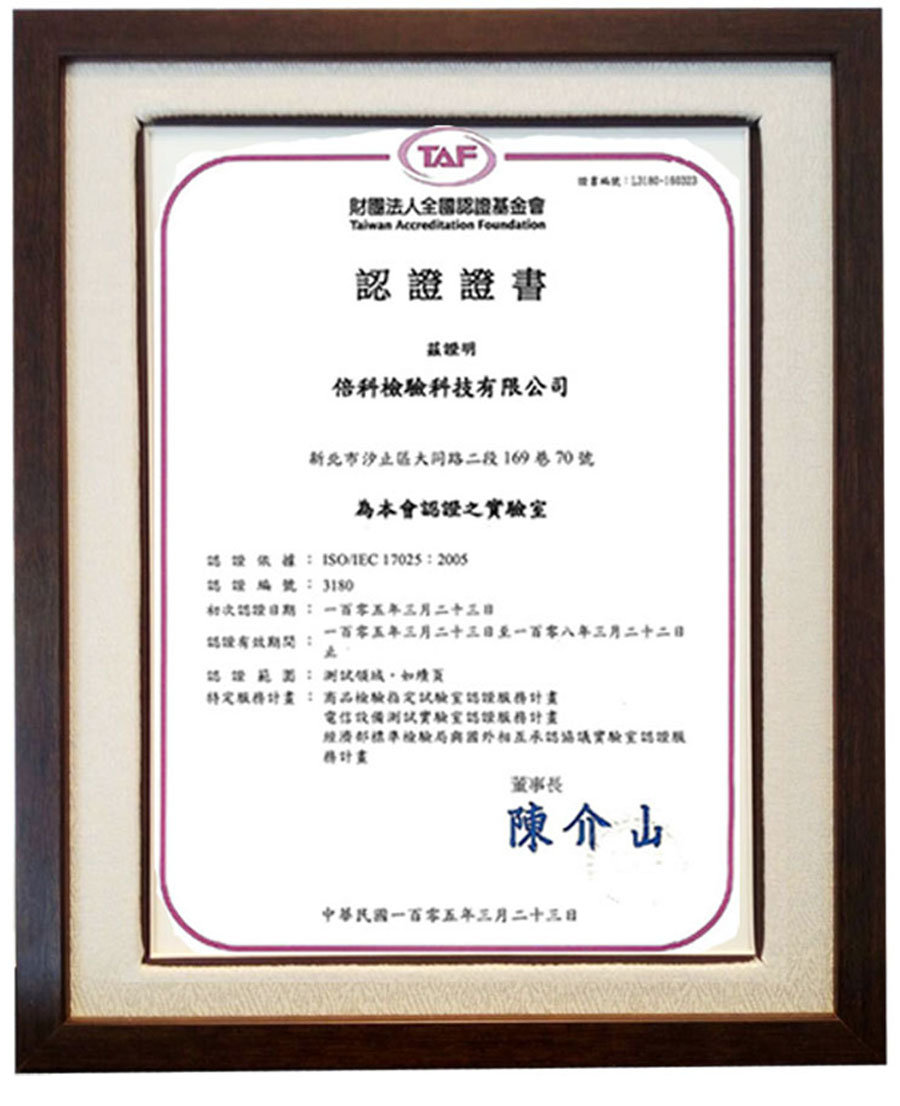 TAF
證書編號：L3180-160323
財團法人全國認證基金會
Taiwan Accreditation Foundation
認證證書
茲證明
倍科檢驗科技有限公司
新北市汐止區大同路二段169巷70號
為本會認證之實驗室
認證依據：ISO/IEC 17025：2005
認證編號：3180
初次認證日期：一百零五年三月二十三日
認證有效期間：一百零五年三月二十三日至一百零八年三月二十二日
止
認證範圍：測試領域，如續頁
特定服務計畫：商品檢驗指定試驗室認證服務計畫
電信設備測試實驗室認證服務計畫
經濟部標準檢驗局與國外相互承認協議實驗室認證服
務計畫
董事長
陳介山
中華民國一百零五年三月二十三日